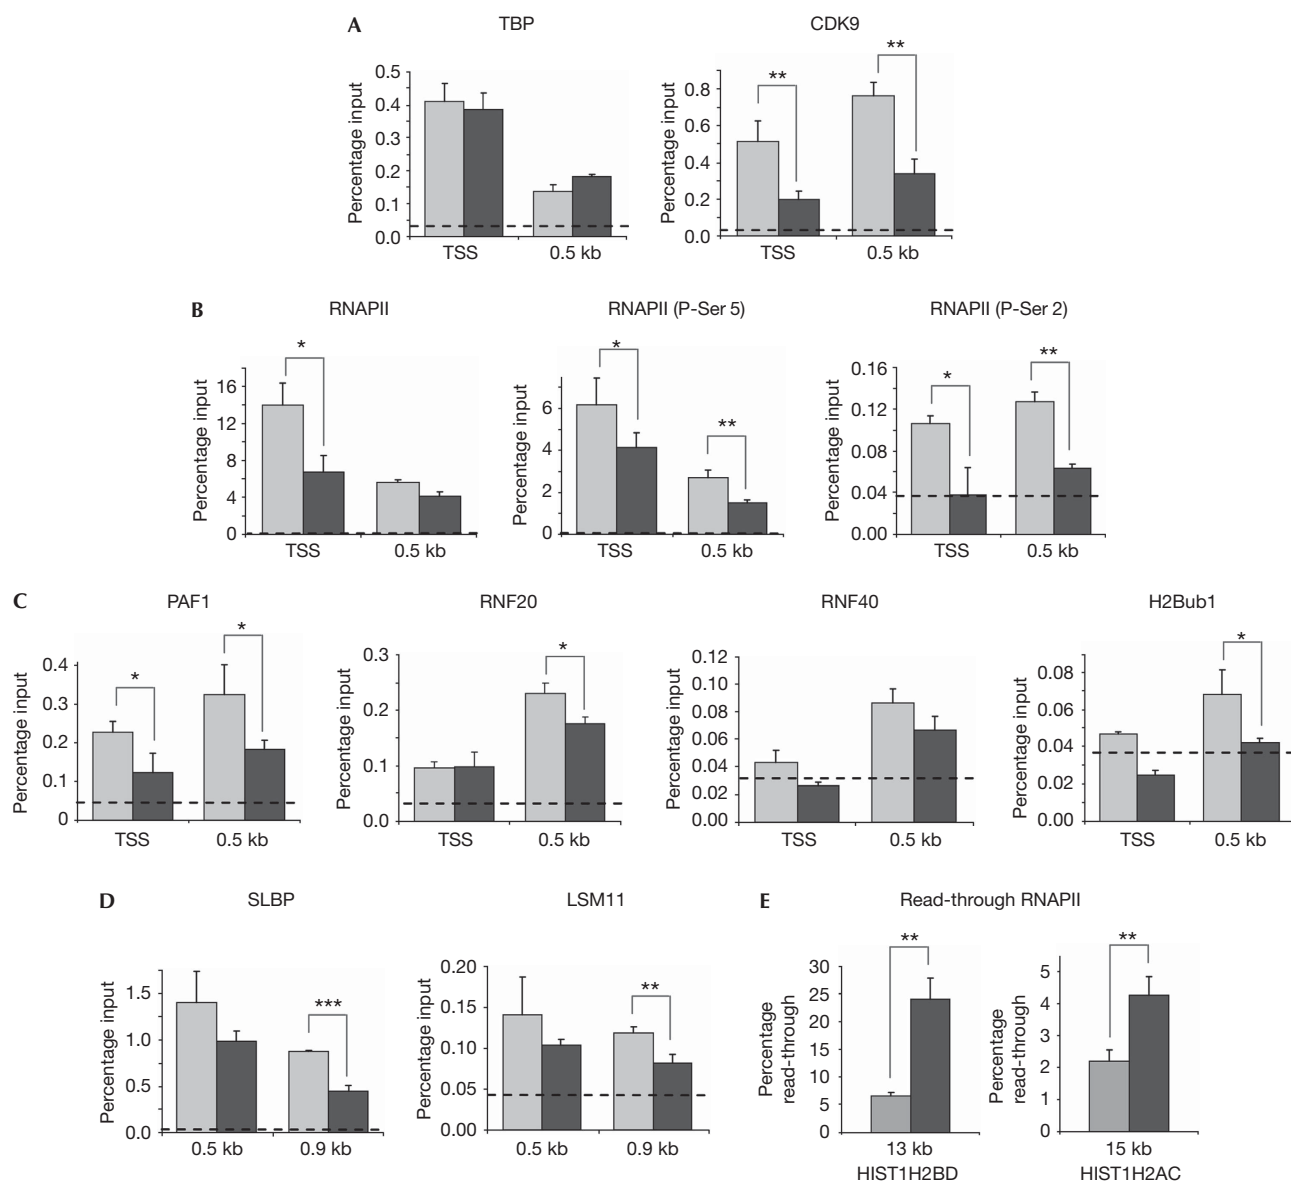 A
TBP
CDK9
Percentage input
0.5
0.4
0.3
0.2
0.1
0.0
TSS
0.5 kb
Percentage input
0.8
0.6
0.4
0.2
0.0
**
**
TSS
0.5 kb
B
RNAPII
RNAPII (P-Ser 5)
RNAPII (P-Ser 2)
Percentage input
16
12
8
4
0
*
TSS
0.5 kb
Percentage input
6
4
2
0
*
**
TSS
0.5 kb
Percentage input
0.16
0.12
0.08
0.04
0.00
*
**
TSS
0.5 kb
C
PAF1
RNF20
RNF40
H2Bub1
Percentage input
0.4
0.3
0.2
0.1
0
*
*
TSS
0.5 kb
Percentage input
0.3
0.2
0.1
0.0
*
TSS
0.5 kb
Percentage input
0.12
0.10
0.08
0.06
0.04
0.02
0.00
TSS
0.5 kb
Percentage input
0.08
0.06
0.04
0.02
0.00
*
TSS
0.5 kb
D
SLBP
LSM11
Percentage input
1.5
1.0
0.5
0.0
***
0.5 kb
0.9 kb
Percentage input
0.20
0.15
0.10
0.05
0.00
**
0.5 kb
0.9 kb
E
Read-through RNAPII
Percentage
read-through
30
25
20
15
10
5
0
**
13 kb
HIST1H2BD
Percentage
read-through
5
4
3
2
1
0
**
15 kb
HIST1H2AC